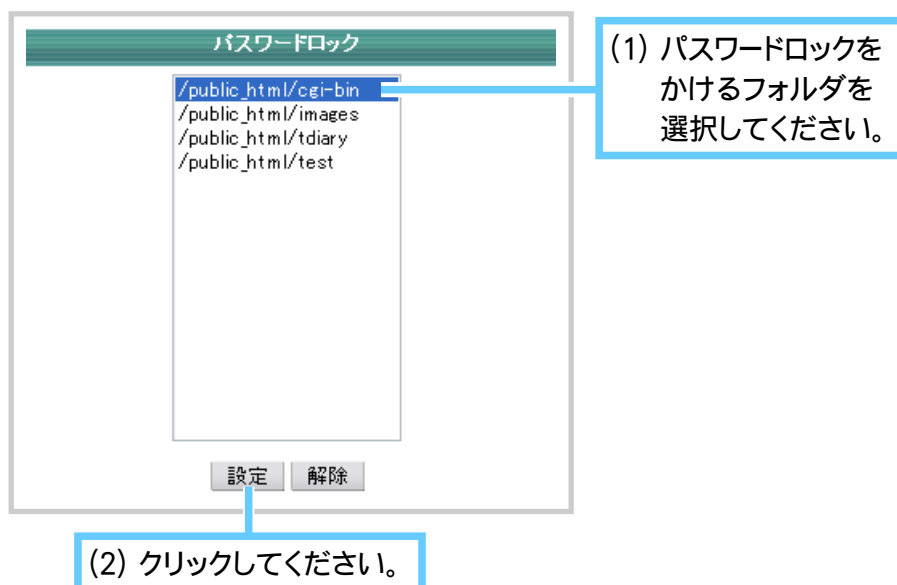 パスワードロック
/public_html/cgi-bin
/public_html/images
/public_html/tdiary
/public_html/test
設定 解除
(1) パスワードロックを
かけるフォルダを
選択してください。
(2) クリックしてください。